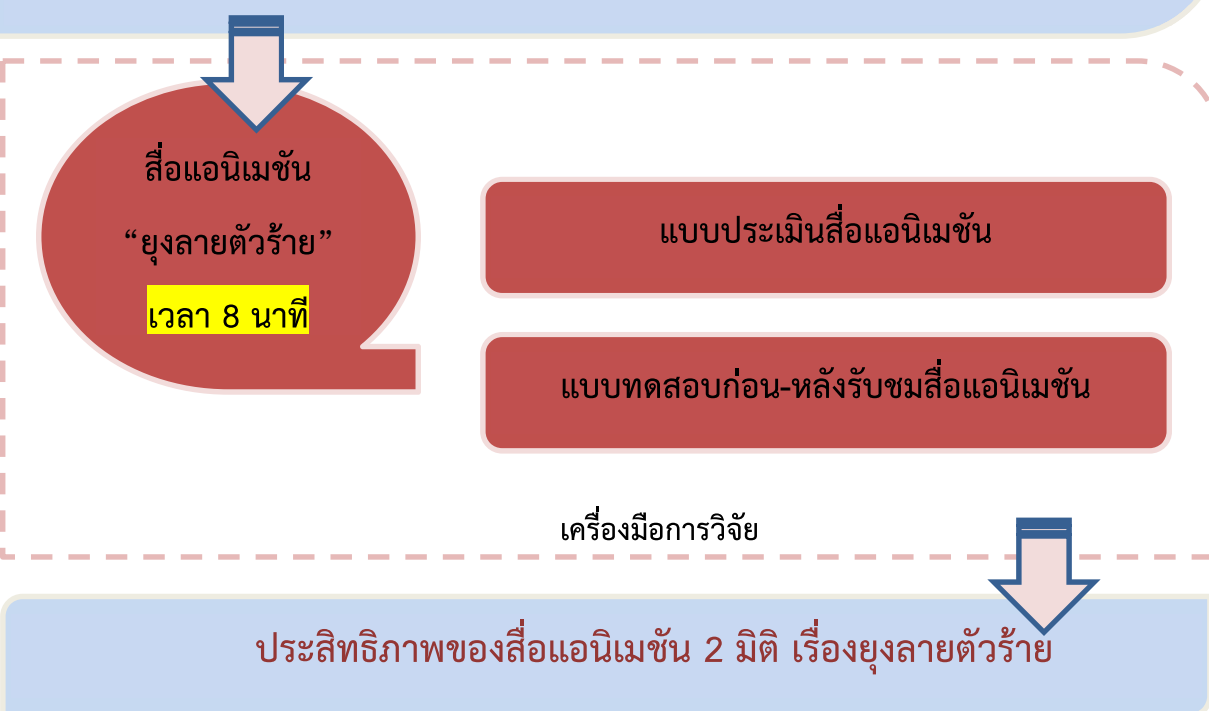 สื่อแอนิเมชัน
“ยุงลายตัวร้าย”
เวลา 8 นาที
แบบประเมินสื่อแอนิเมชัน
แบบทดสอบก่อน-หลังรับชมสื่อแอนิเมชัน
เครื่องมือการวิจัย
ประสิทธิภาพของสื่อแอนิเมชัน 2 มิติ เรื่องยุงลายตัวร้าย